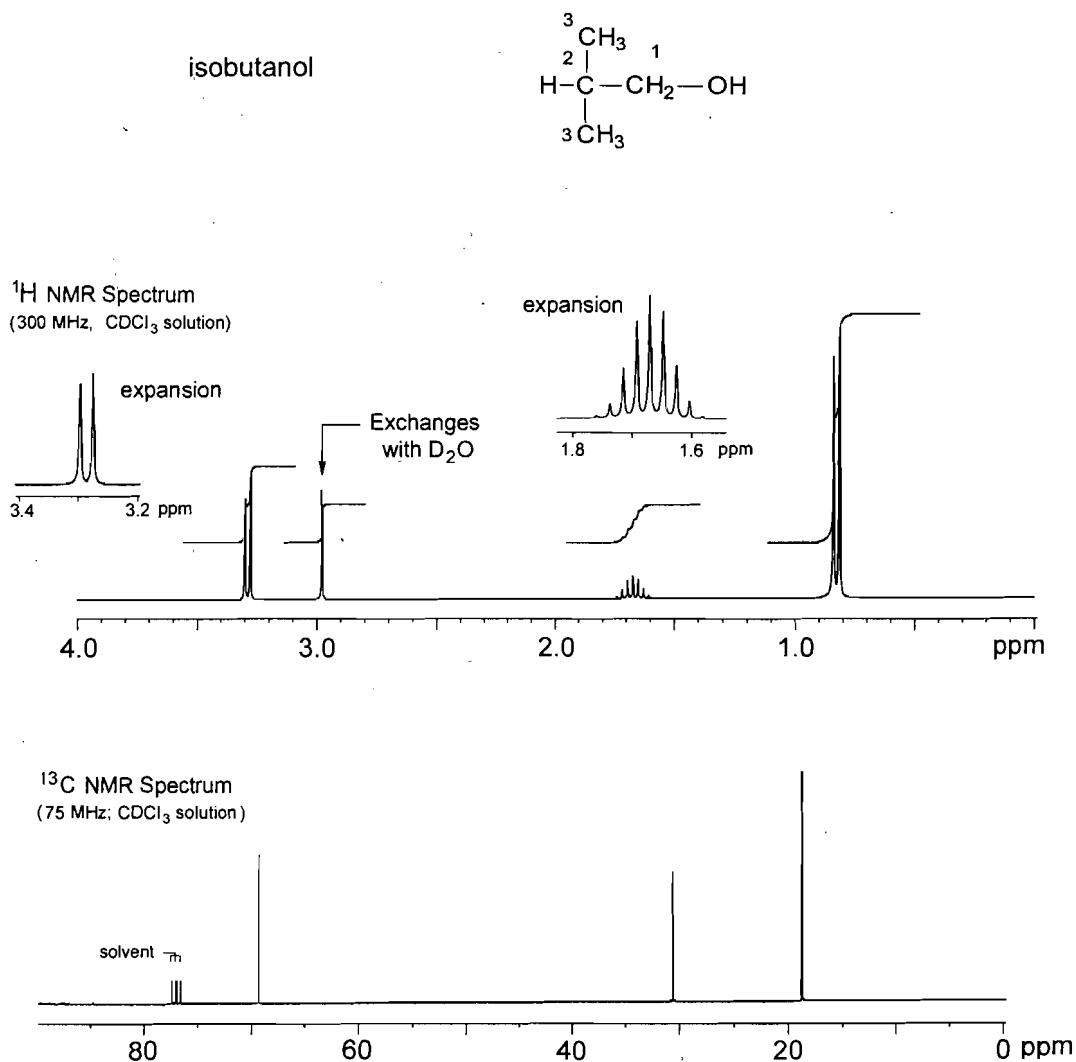 isobutanol
3
CH₃
2 1
H–C–CH₂–OH
3 CH₃
¹H NMR Spectrum
(300 MHz, CDCl₃ solution)
expansion
3.4 3.2 ppm
Exchanges
with D₂O
expansion
1.8 1.6 ppm
4.0 3.0 2.0 1.0 ppm
¹³C NMR Spectrum
(75 MHz; CDCl₃ solution)
solvent
80 60 40 20 0 ppm